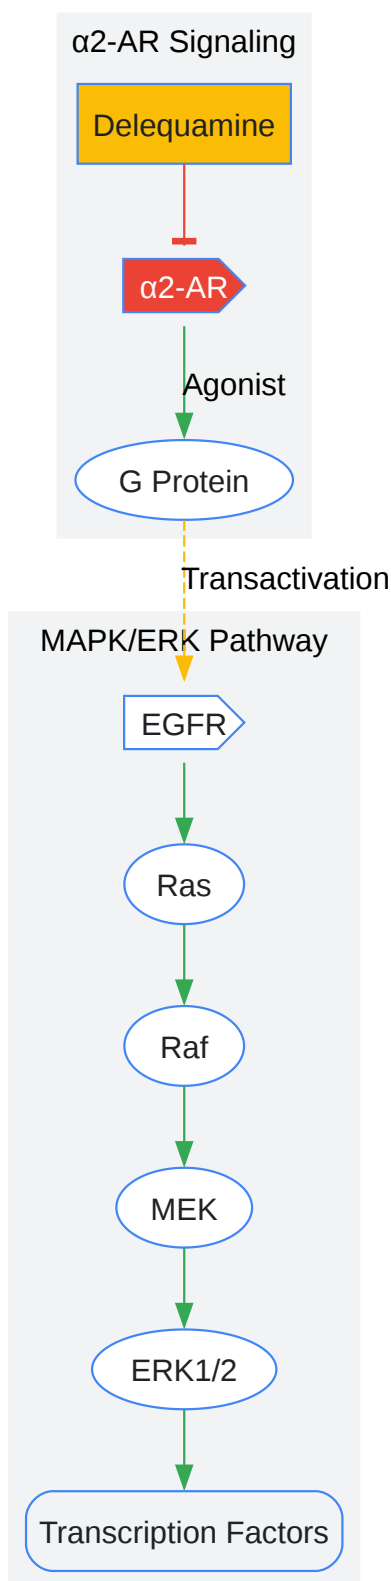 α2-AR Signaling
Delequamine
α2-AR
Agonist
G Protein
Transactivation
MAPK/ERK Pathway
EGFR
Ras
Raf
MEK
ERK1/2
Transcription Factors